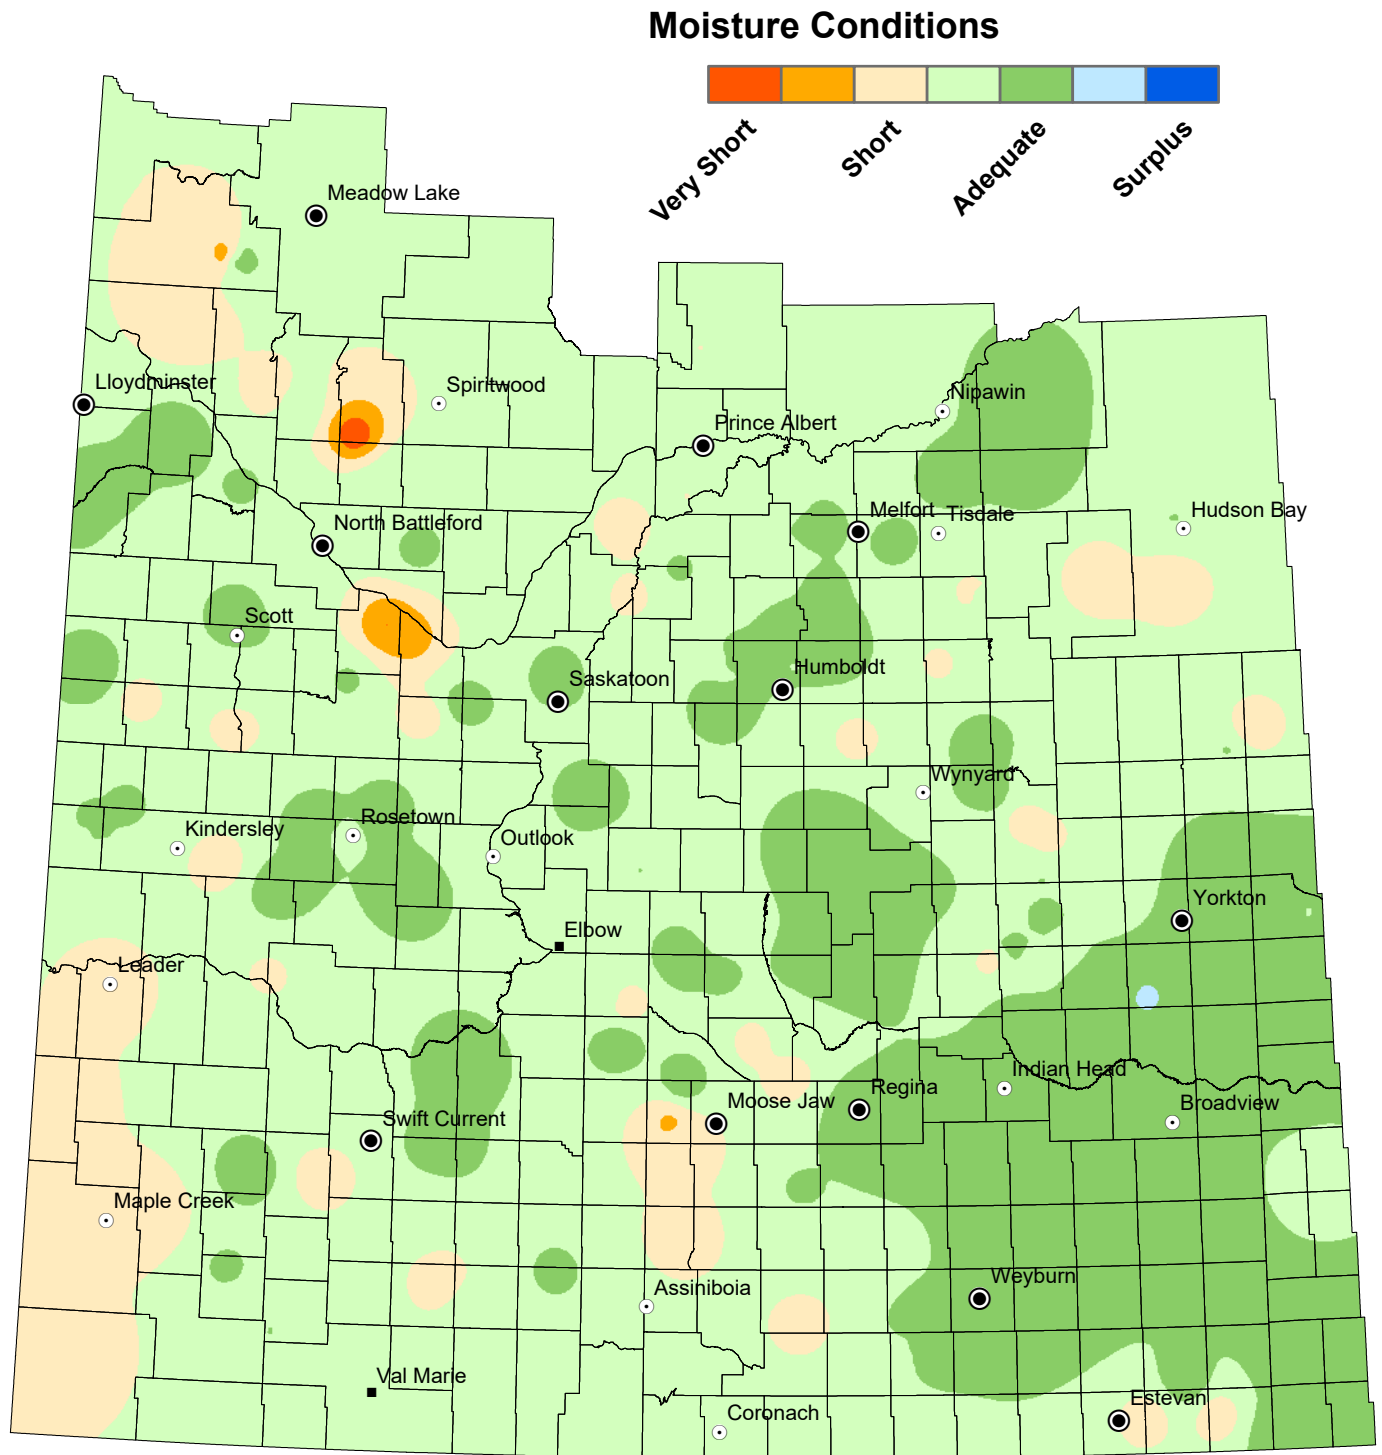 Moisture Conditions
Very Short
Short
Adequate
Surplus
Meadow Lake
Lloydminster
Spiritwood
Nipawin
Prince Albert
Melfort
Tisdale
Hudson Bay
North Battleford
Scott
Saskatoon
Humboldt
Wynyard
Rosetown
Kindersley
Outlook
Yorkton
Elbow
Leader
Indian Head
Regina
Moose Jaw
Broadview
Swift Current
Maple Creek
Weyburn
Assiniboia
Val Marie
Estevan
Coronach